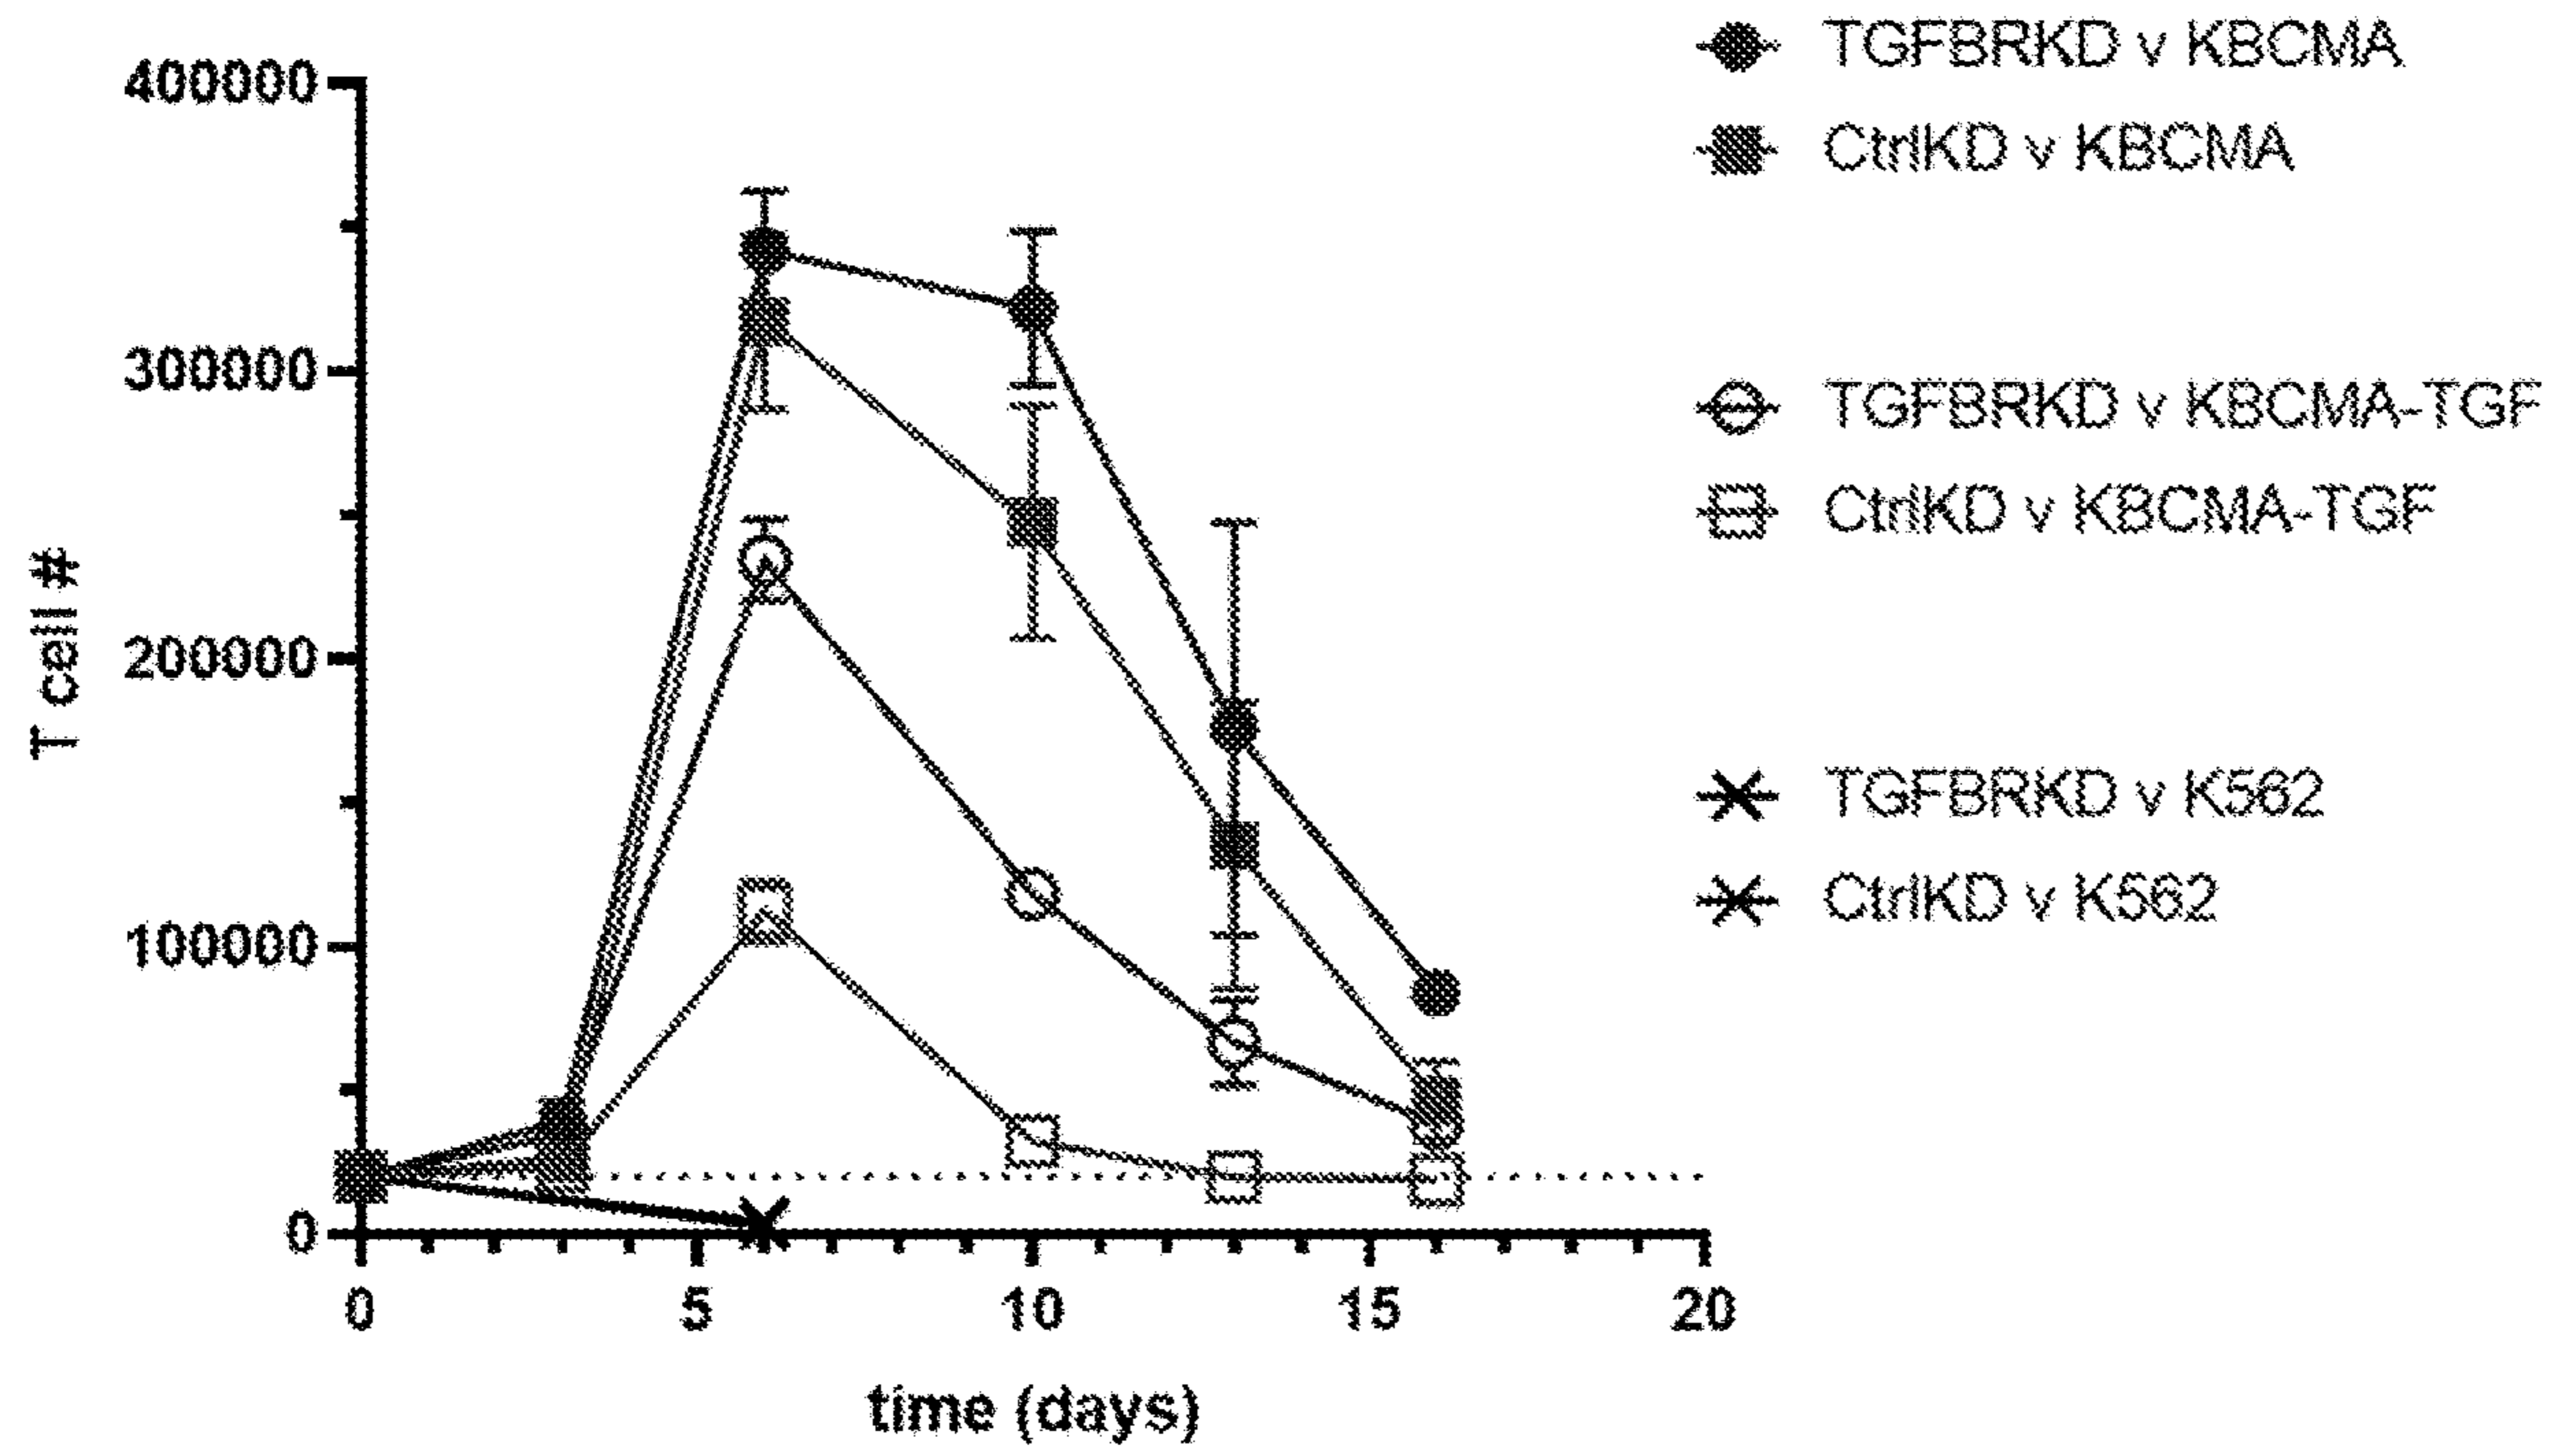 TGFBRKD v KBCMA
CtrlKD v KBCMA
TGFBRKD v KBCMA-TGF
CtrlKD v KBCMA-TGF
TGFBRKD v K562
CtrlKD v K562
T cell #
400000
300000
200000
100000
0
0 5 10 15 20
time (days)